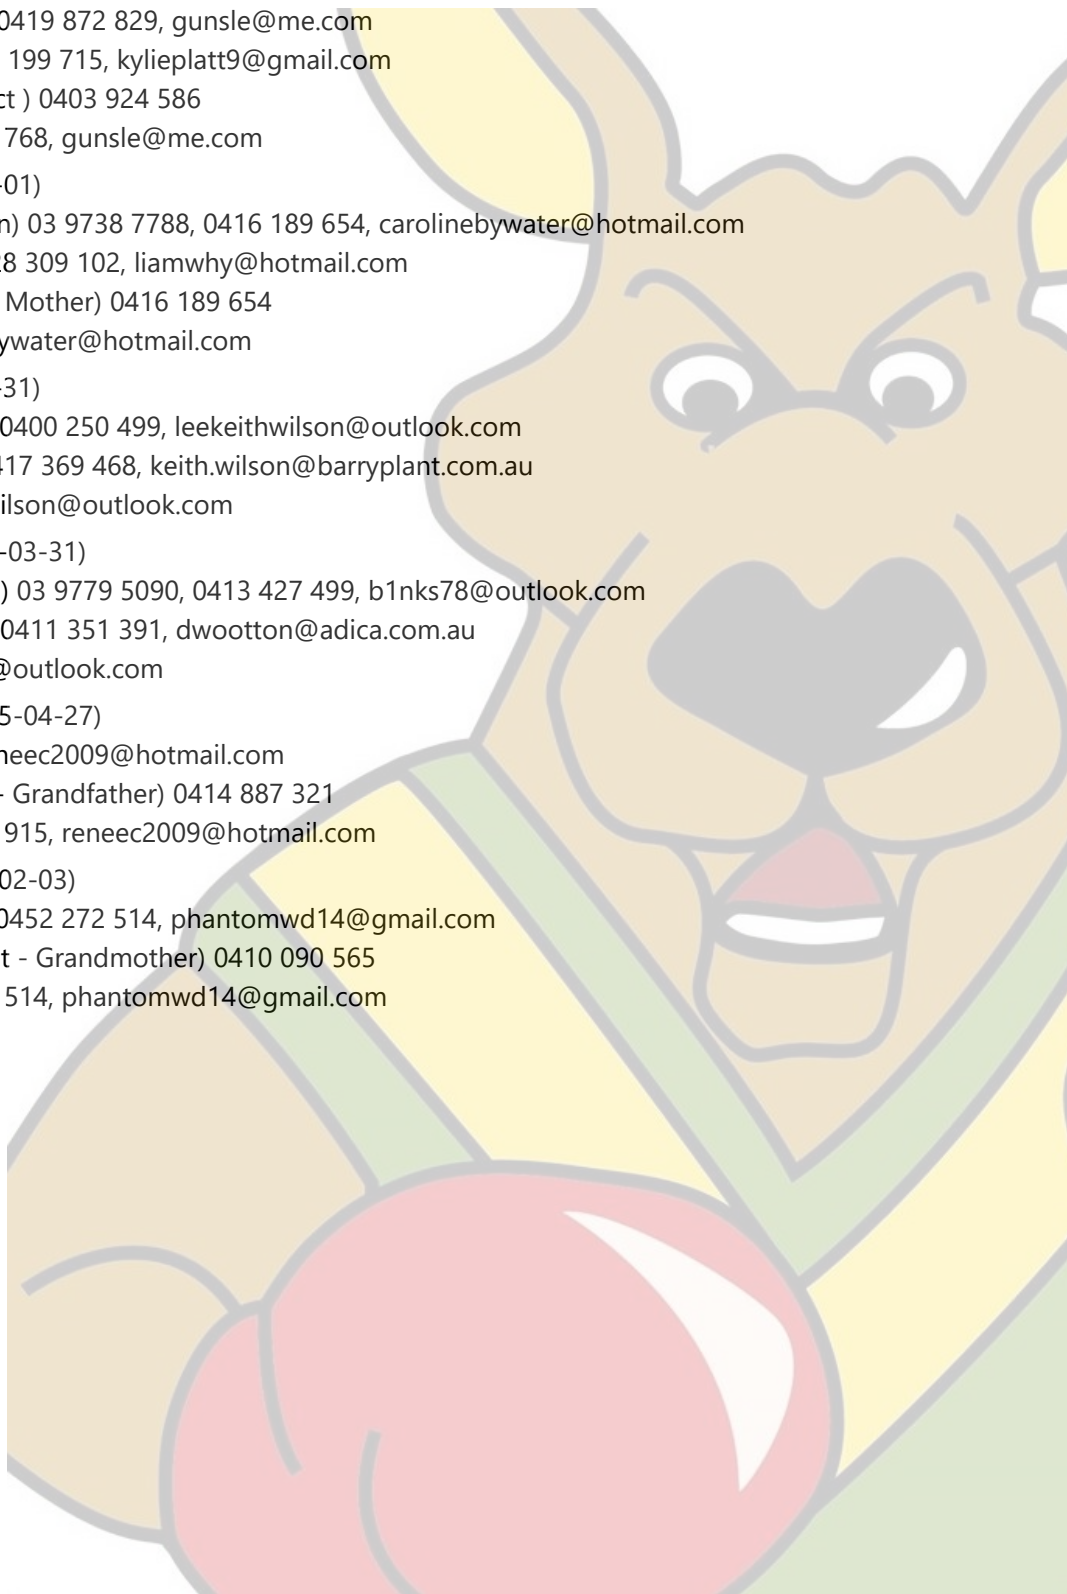 0419 872 829, gunsle@me.com
199 715, kylieplatt9@gmail.com
ct ) 0403 924 586
768, gunsle@me.com
-01)
n) 03 9738 7788, 0416 189 654, carolinebywater@hotmail.com
28 309 102, liamwhy@hotmail.com
Mother) 0416 189 654
ywater@hotmail.com
-31)
0400 250 499, leekeithwilson@outlook.com
417 369 468, keith.wilson@barryplant.com.au
ilson@outlook.com
-03-31)
) 03 9779 5090, 0413 427 499, b1nks78@outlook.com
0411 351 391, dwootton@adica.com.au
@outlook.com
5-04-27)
neec2009@hotmail.com
- Grandfather) 0414 887 321
915, reneec2009@hotmail.com
02-03)
0452 272 514, phantomwd14@gmail.com
t - Grandmother) 0410 090 565
514, phantomwd14@gmail.com